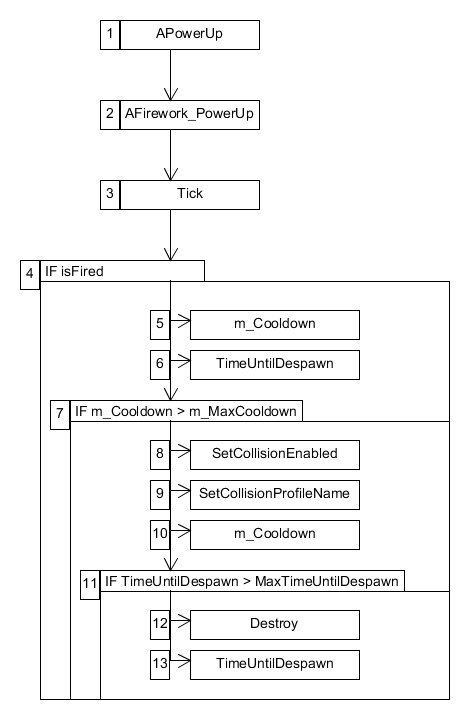 1 APowerUp
2 AFirework_PowerUp
3 Tick
4 IF isFired
5 m_Cooldown
6 TimeUntilDespawn
7 IF m_Cooldown > m_MaxCooldown
8 SetCollisionEnabled
9 SetCollisionProfileName
10 m_Cooldown
11 IF TimeUntilDespawn > MaxTimeUntilDespawn
12 Destroy
13 TimeUntilDespawn